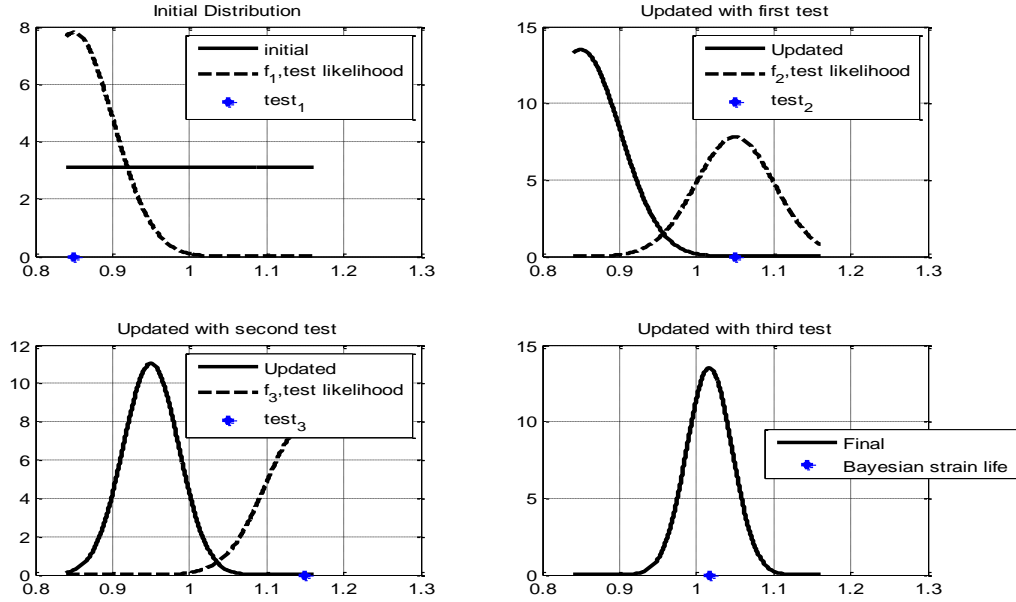 Initial Distribution
8
6
4
2
0
0.8 0.9 1 1.1 1.2 1.3
initial
f1,test likelihood
test1
Updated with first test
15
10
5
0
0.8 0.9 1 1.1 1.2 1.3
Updated
f2,test likelihood
test2
Updated with second test
12
10
8
6
4
2
0
0.8 0.9 1 1.1 1.2 1.3
Updated
f3,test likelihood
test3
Updated with third test
15
10
5
0
0.8 0.9 1 1.1 1.2 1.3
Final
Bayesian strain life